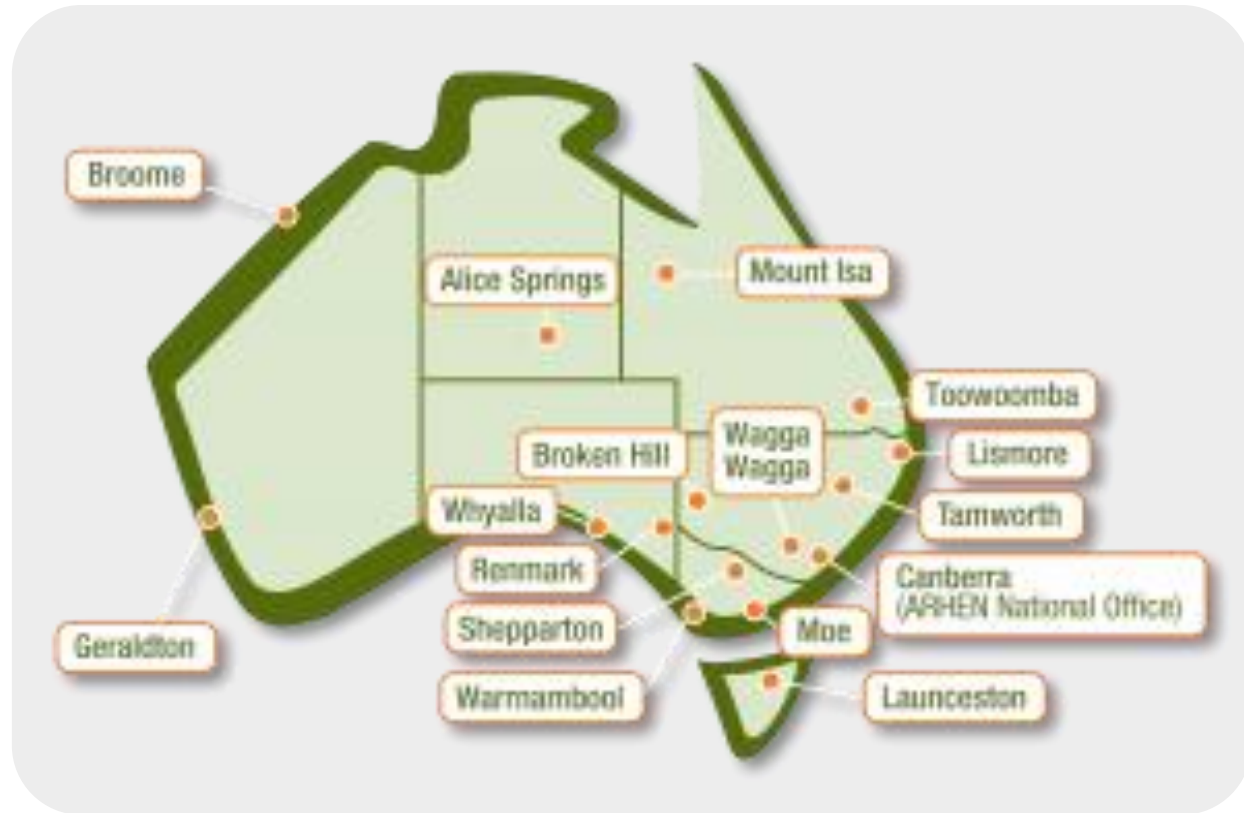 Broome
Alice Springs
Mount Isa
Toowoomba
Wagga
Wagga
Broken Hill
Lismore
Whyalla
Tamworth
Renmark
Canberra
(ARHEN National Office)
Shepparton
Moe
Geraldton
Warrnambool
Launceston